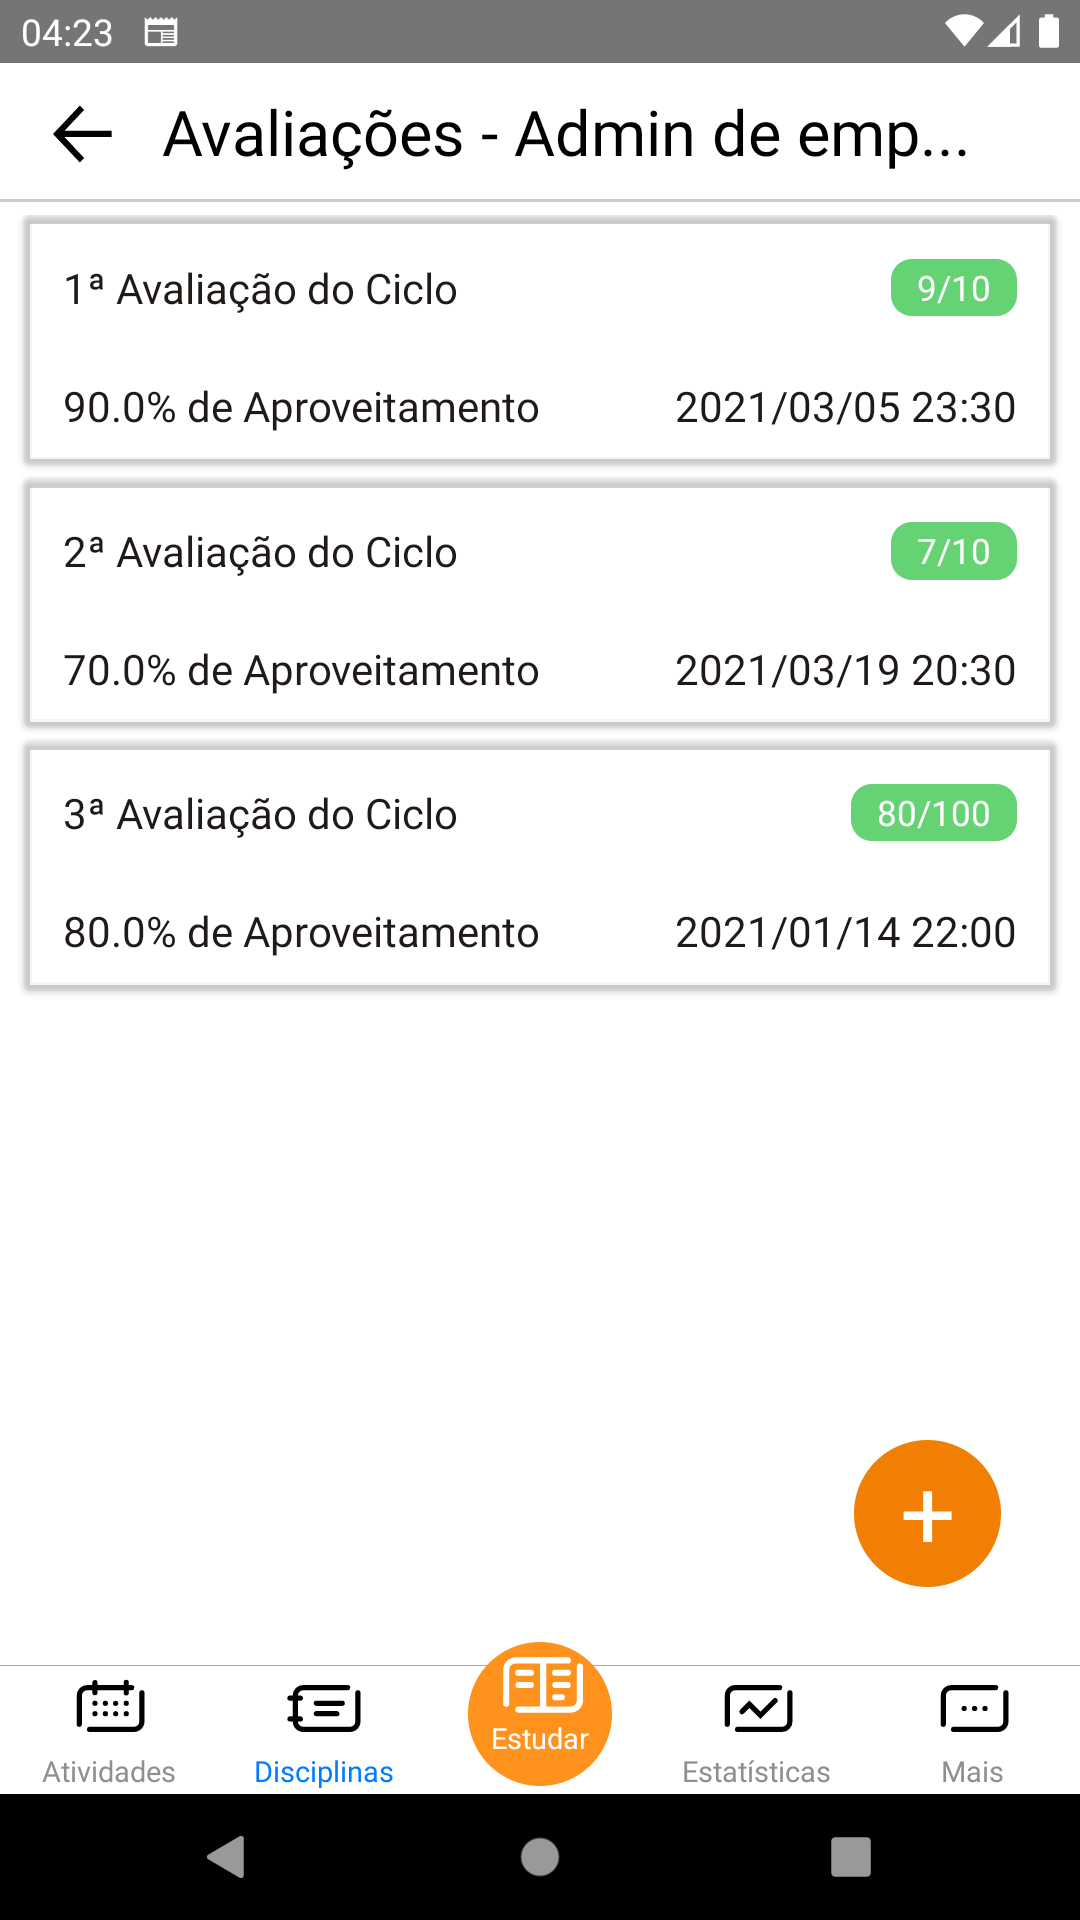 04:23
Avaliações - Admin de emp...
1ª Avaliação do Ciclo 9/10
90.0% de Aproveitamento 2021/03/05 23:30
2ª Avaliação do Ciclo 7/10
70.0% de Aproveitamento 2021/03/19 20:30
3ª Avaliação do Ciclo 80/100
80.0% de Aproveitamento 2021/01/14 22:00
+
Atividades Disciplinas Estudar Estatísticas Mais